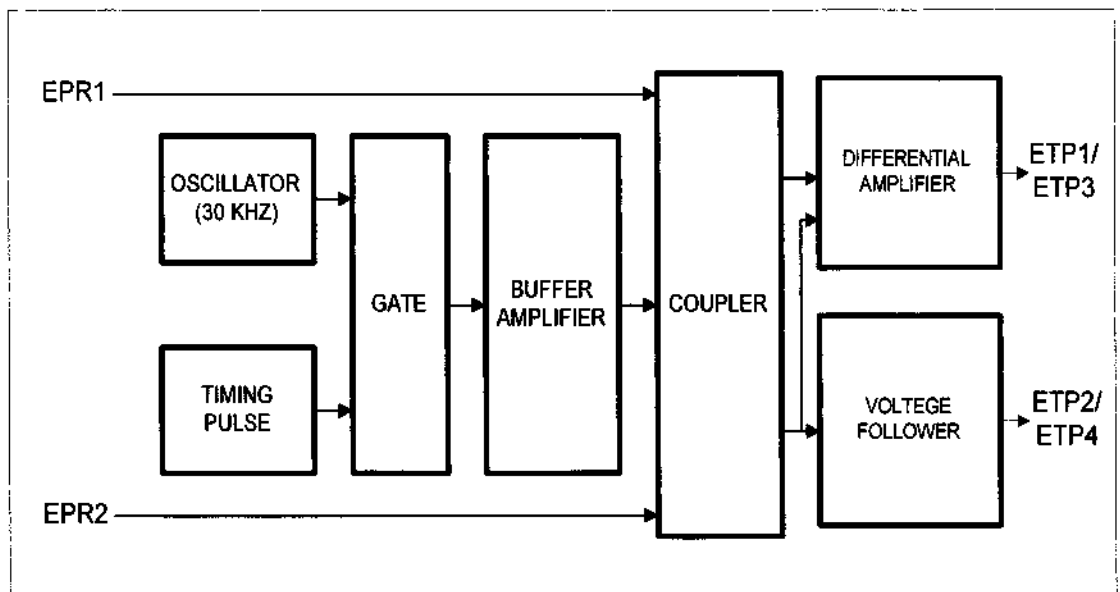 EPR1
OSCILLATOR
(30 KHZ)
TIMING
PULSE
GATE
BUFFER
AMPLIFIER
COUPLER
DIFFERENTIAL
AMPLIFIER
ETP1/
ETP3
VOLTEGE
FOLLOWER
ETP2/
ETP4
EPR2